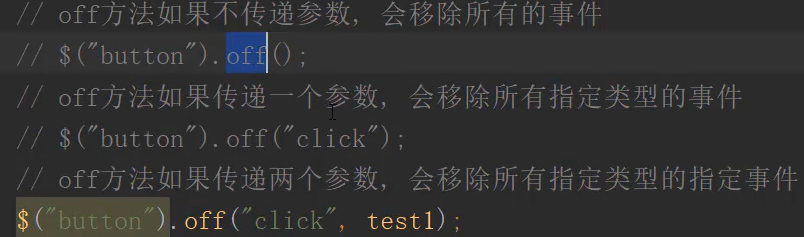 // off方法如果不传递参数, 会移除所有的事件
// $("button").off();
// off方法如果传递一个参数, 会移除所有指定类型的事件
// $("button").off("click");
// off方法如果传递两个参数, 会移除所有指定类型的指定事件
$("button").off("click", test1);